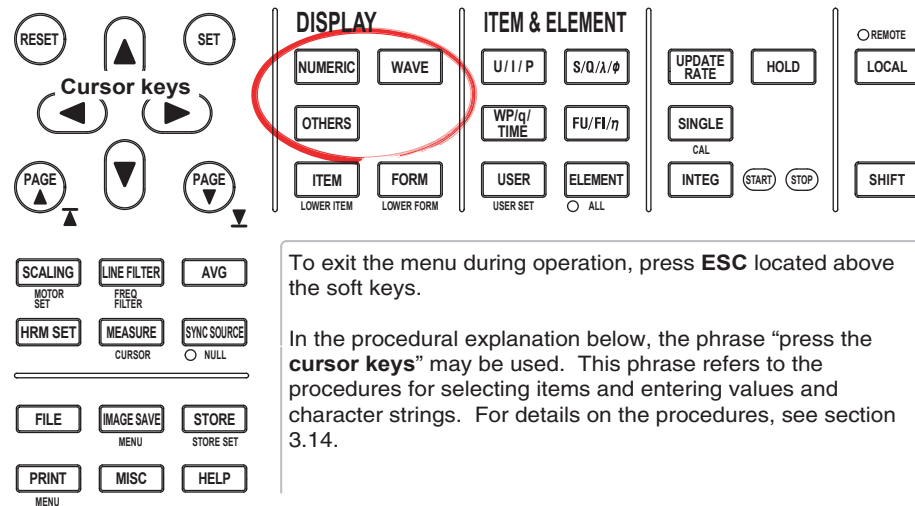 RESET
SET
Cursor keys
PAGE
PAGE
DISPLAY
NUMERIC WAVE
OTHERS
ITEM FORM
LOWER ITEM LOWER FORM
ITEM & ELEMENT
U / I / P S/Q/λ/ø
WP/q/
TIME
FU/FI/η
USER ELEMENT
USER SET ALL
UPDATE
RATE
HOLD
SINGLE
CAL
INTEG START STOP
REMOTE
LOCAL
SHIFT
SCALING LINE FILTER AVG
MOTOR
SET
FREQ
FILTER
HRM SET MEASURE SYNC SOURCE
CURSOR NULL
FILE IMAGE SAVE STORE
MENU STORE SET
PRINT MISC HELP
MENU
To exit the menu during operation, press ESC located above
the soft keys.
In the procedural explanation below, the phrase “press the
cursor keys” may be used. This phrase refers to the
procedures for selecting items and entering values and
character strings. For details on the procedures, see section
3.14.